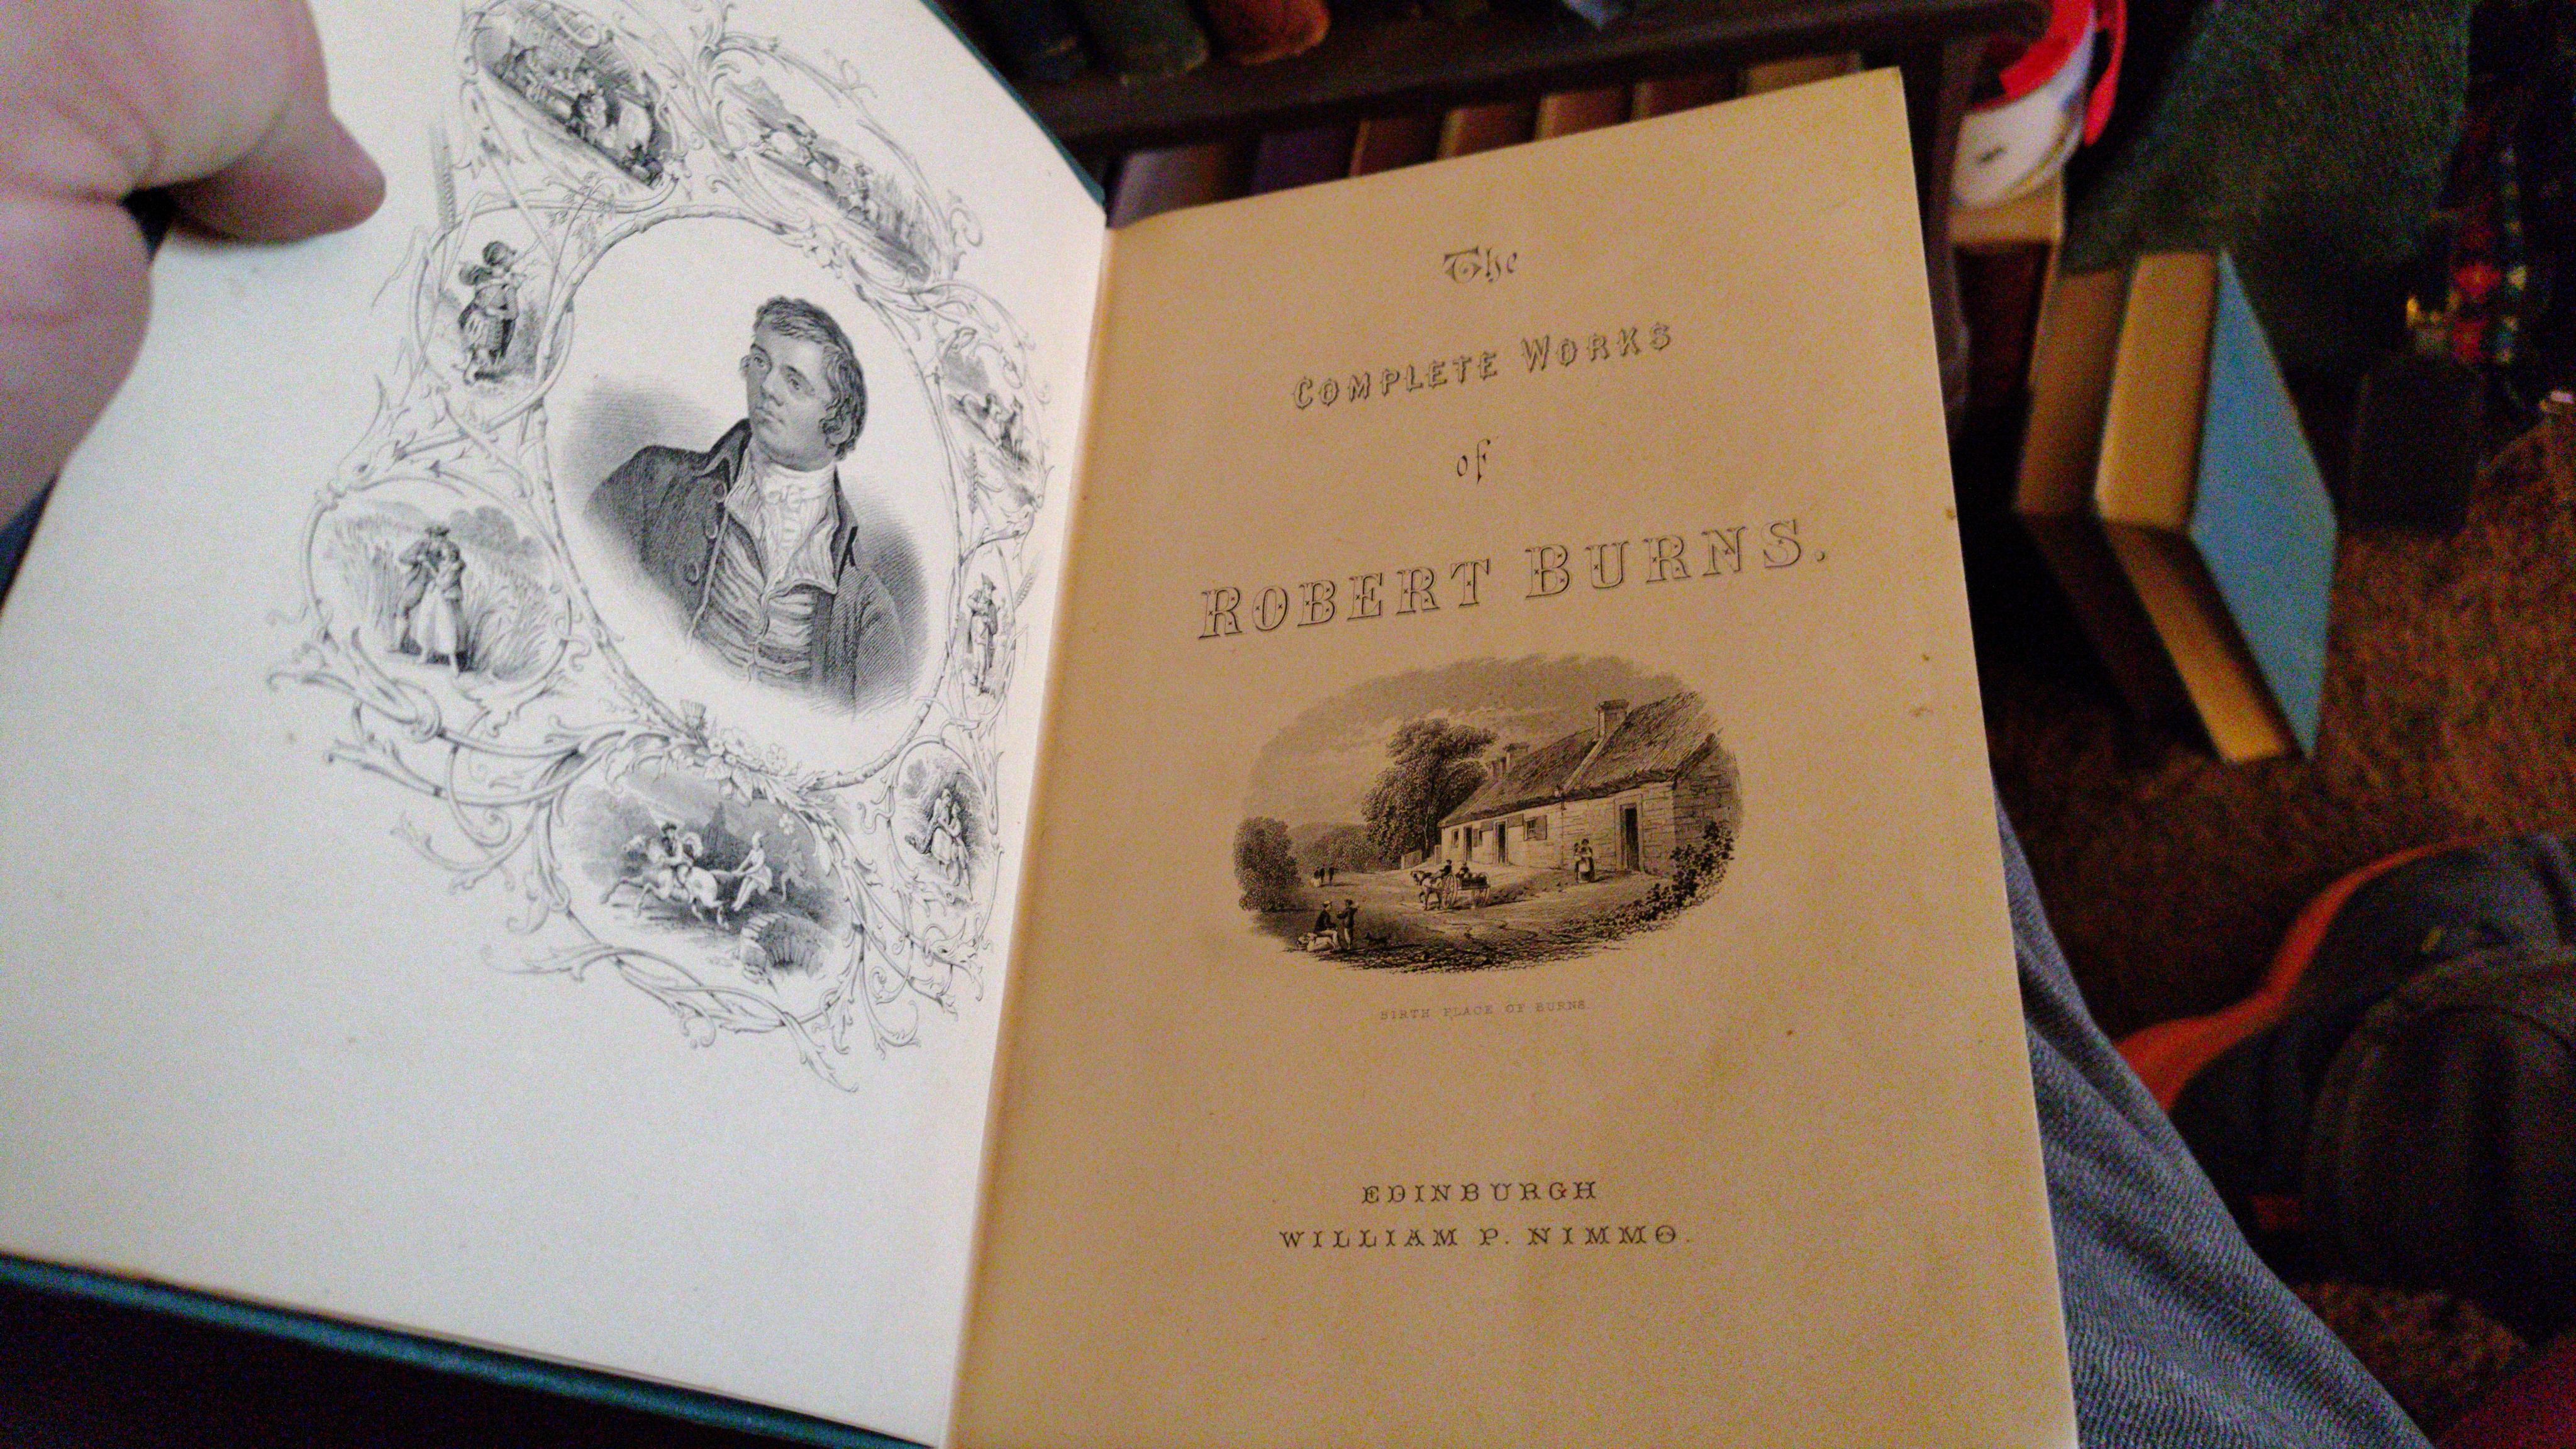 The
COMPLETE WORKS
of
ROBERT BURNS.
BIRTH PLACE OF BURNS
EDINBURGH
WILLIAM P. NIMMO.